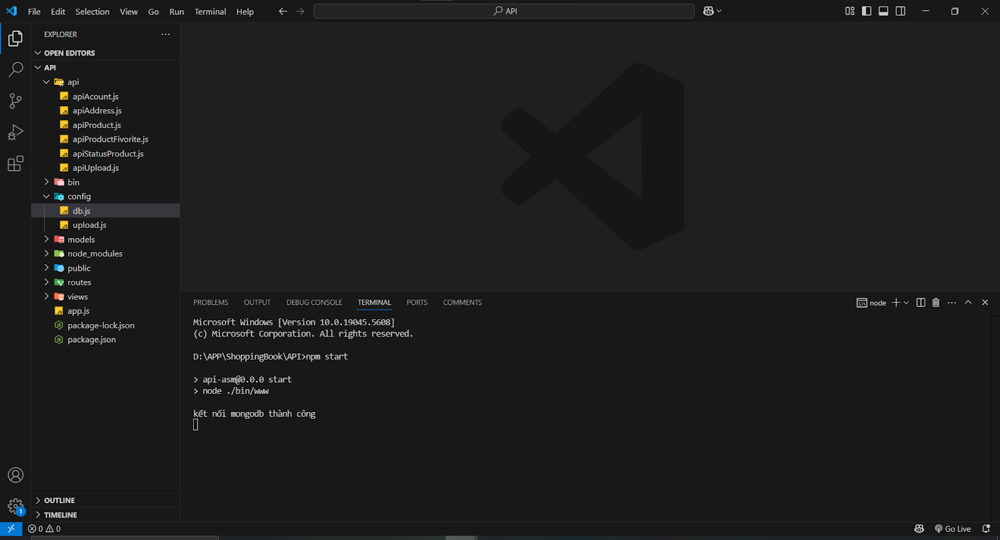 File Edit Selection View Go Run Terminal Help
API
EXPLORER
OPEN EDITORS
API
api
apiAcount.js
apiAddress.js
apiProduct.js
apiProductFivorite.js
apiStatusProduct.js
apiUpload.js
bin
config
db.js
upload.js
models
node_modules
public
routes
views
app.js
package-lock.json
package.json
OUTLINE
TIMELINE
PROBLEMS OUTPUT DEBUG CONSOLE TERMINAL PORTS COMMENTS
node
Microsoft Windows [Version 10.0.19045.5608]
(c) Microsoft Corporation. All rights reserved.
D:\APP\ShoppingBook\API>npm start
> api-asm@0.0.0 start
> node ./bin/www
kết nối mongodb thành công
1
0 0
Go Live